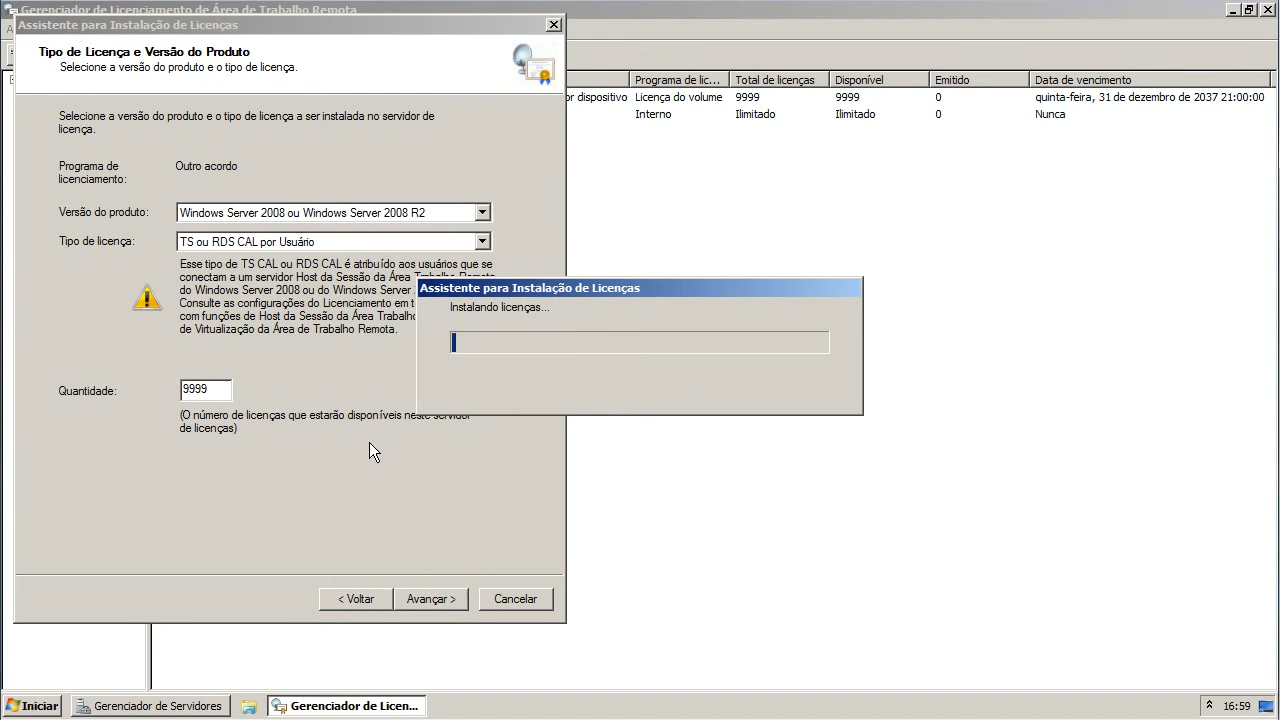 Gerenciador de Licenciamento de Área de Trabalho Remota
Assistente para Instalação de Licenças
Tipo de Licença e Versão do Produto
Selecione a versão do produto e o tipo de licença.
Selecione a versão do produto e o tipo de licença a ser instalada no servidor de
licença.
Programa de
licenciamento:
Outro acordo
Versão do produto:
Windows Server 2008 ou Windows Server 2008 R2
Tipo de licença:
TS ou RDS CAL por Usuário
Esse tipo de TS CAL ou RDS CAL é atribuído aos usuários que se
conectam a um servidor Host da Sessão da Área Trabalho Remota
do Windows Server 2008 ou do Windows Server
Consulte as configurações do Licenciamento em
com funções de Host da Sessão da Área Trabalho
de Virtualização da Área de Trabalho Remota.
Quantidade:
9999
(O número de licenças que estarão disponíveis neste servidor
de licenças)
< Voltar
Avançar >
Cancelar
Assistente para Instalação de Licenças
Instalando licenças...
Programa de lic... Total de licenças Disponível Emitido Data de vencimento
or dispositivo Licença do volume 9999 9999 0 quinta-feira, 31 de dezembro de 2037 21:00:00
Interno Ilimitado Ilimitado 0 Nunca
Iniciar
Gerenciador de Servidores
Gerenciador de Licen...
16:59